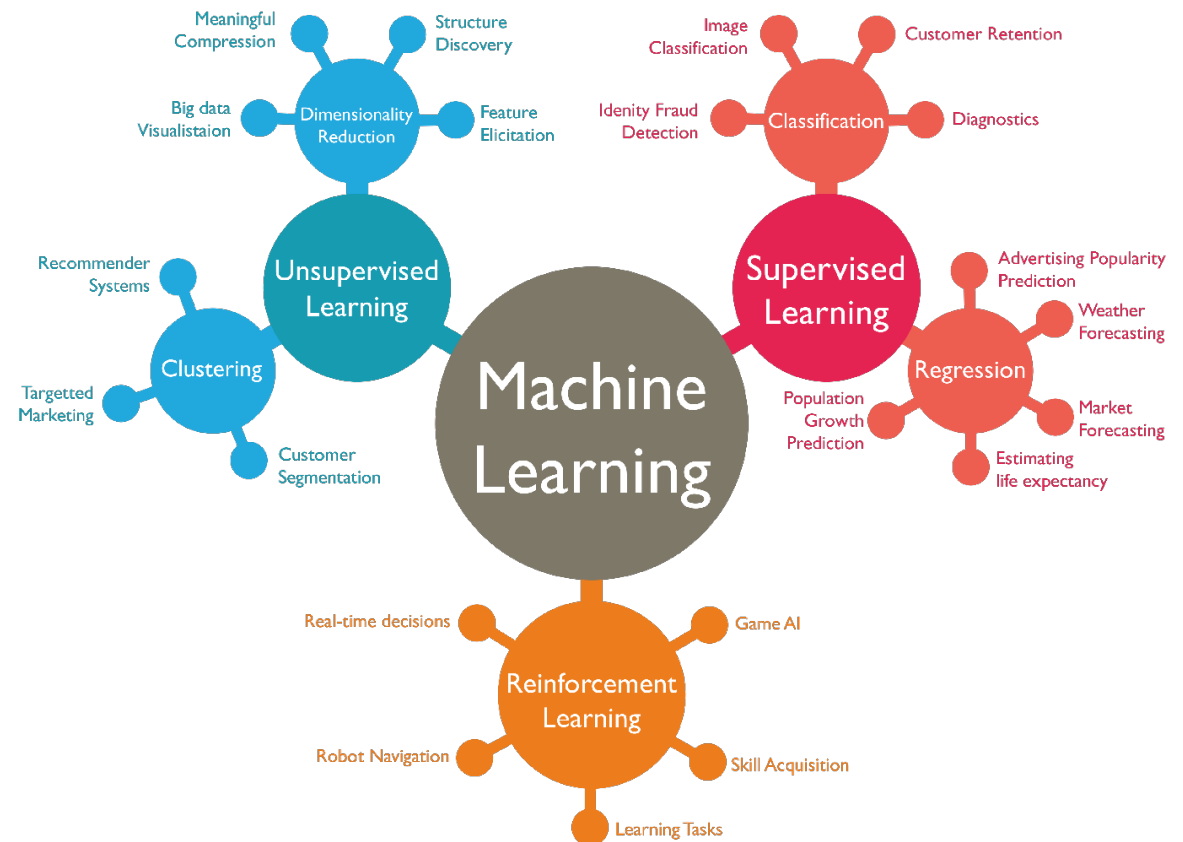 Meaningful
Compression
Structure
Discovery
Big data
Visualistaion
Dimensionality
Reduction
Feature
Elicitation
Image
Classification
Customer Retention
Idenity Fraud
Detection
Classification
Diagnostics
Recommender
Systems
Unsupervised
Learning
Clustering
Targetted
Marketing
Customer
Segmentation
Machine
Learning
Supervised
Learning
Advertising Popularity
Prediction
Weather
Forecasting
Regression
Population
Growth
Prediction
Market
Forecasting
Estimating
life expectancy
Real-time decisions
Game AI
Reinforcement
Learning
Robot Navigation
Skill Acquisition
Learning Tasks